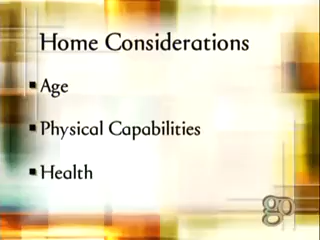 Home Considerations
▪ Age
▪ Physical Capabilities
▪ Health
go